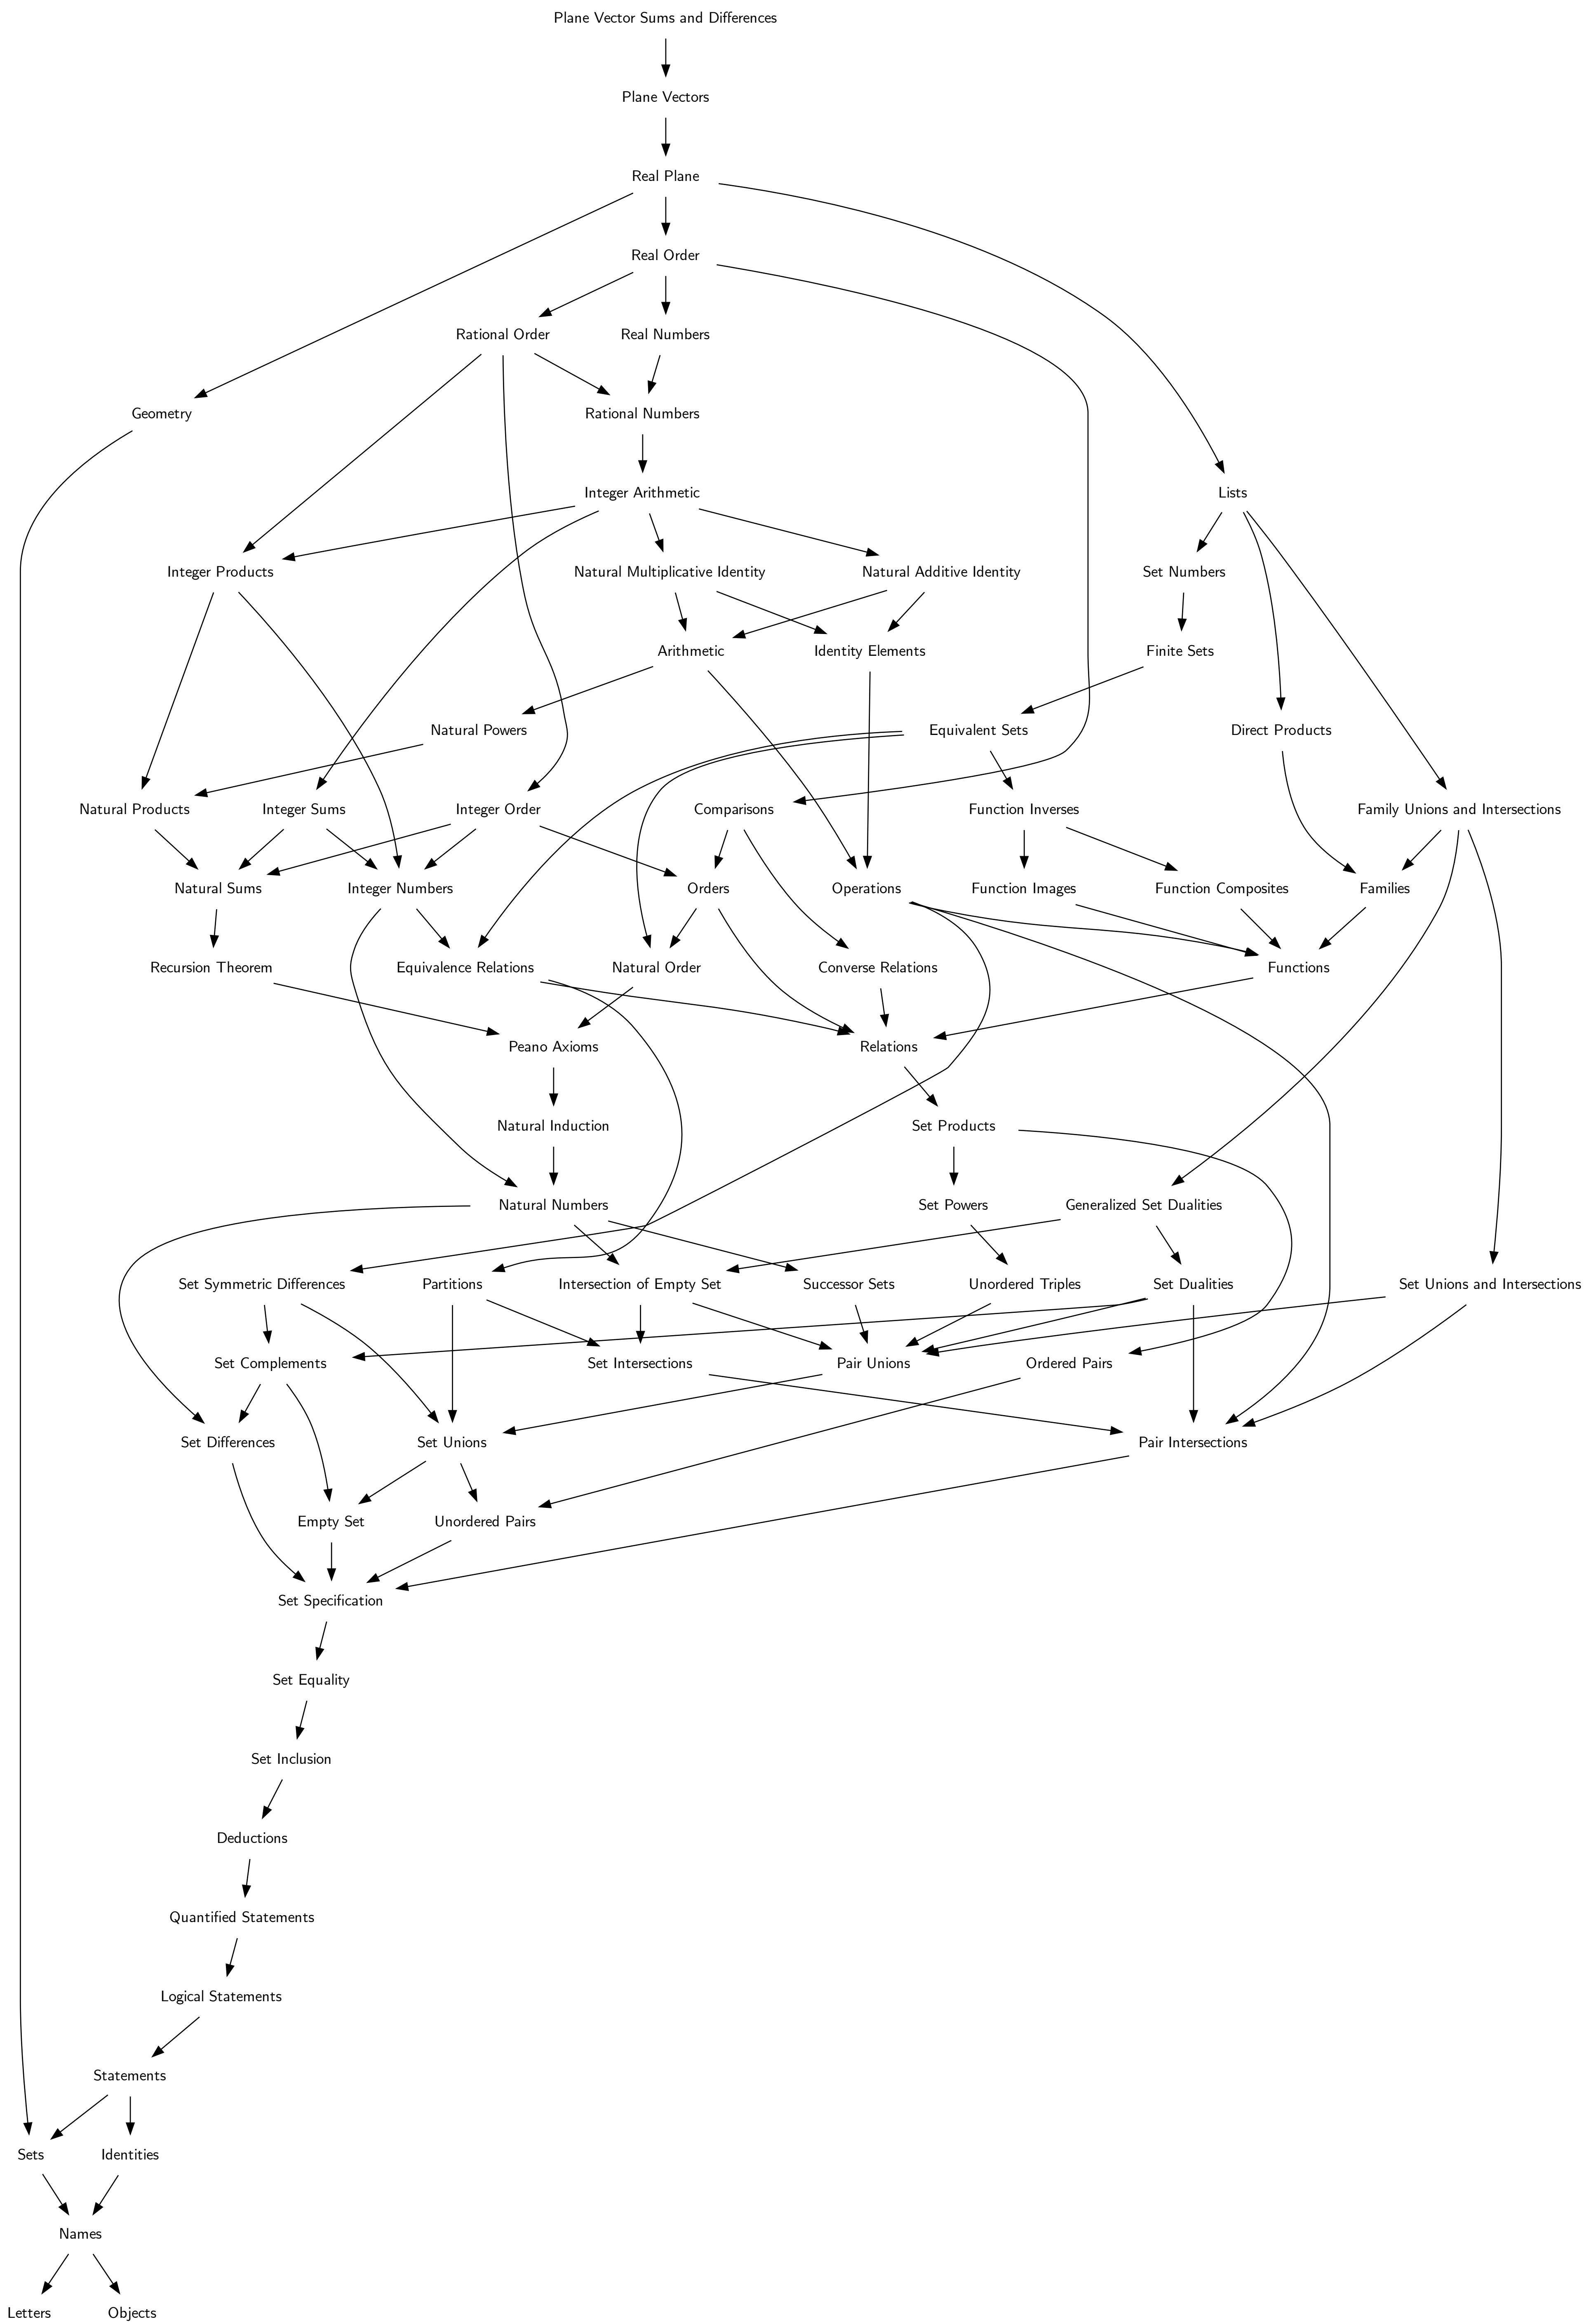 Plane Vector Sums and Differences
Plane Vectors
Real Plane
Real Order
Rational Order
Real Numbers
Geometry
Rational Numbers
Integer Arithmetic
Lists
Integer Products
Natural Multiplicative Identity
Natural Additive Identity
Set Numbers
Arithmetic
Identity Elements
Finite Sets
Natural Powers
Equivalent Sets
Direct Products
Natural Products
Integer Sums
Integer Order
Comparisons
Function Inverses
Family Unions and Intersections
Natural Sums
Integer Numbers
Orders
Operations
Function Images
Function Composites
Families
Recursion Theorem
Equivalence Relations
Natural Order
Converse Relations
Functions
Peano Axioms
Relations
Natural Induction
Set Products
Natural Numbers
Set Powers
Generalized Set Dualities
Set Symmetric Differences
Partitions
Intersection of Empty Set
Successor Sets
Unordered Triples
Set Dualities
Set Unions and Intersections
Set Complements
Set Intersections
Pair Unions
Ordered Pairs
Set Differences
Set Unions
Pair Intersections
Empty Set
Unordered Pairs
Set Specification
Set Equality
Set Inclusion
Deductions
Quantified Statements
Logical Statements
Statements
Sets
Identities
Names
Letters
Objects